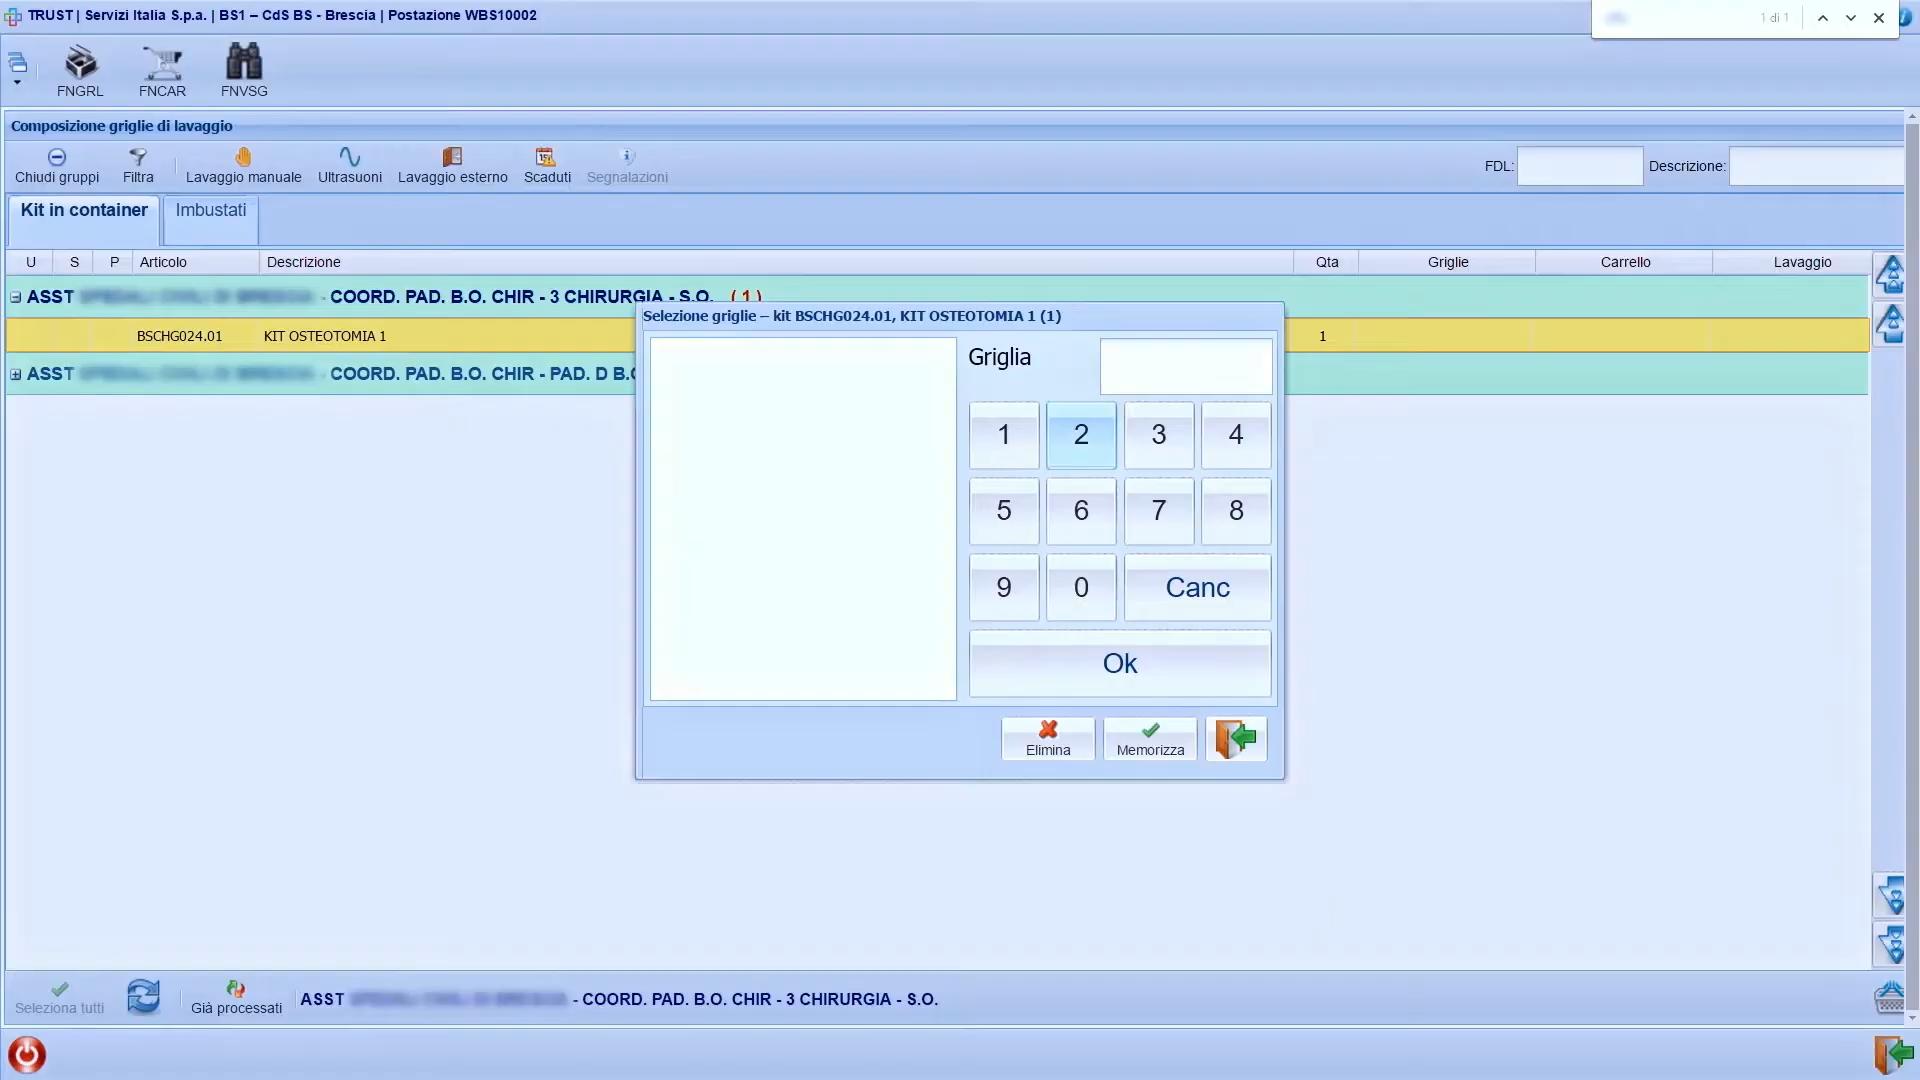 TRUST | Servizi Italia S.p.a. | BS1 – CdS BS - Brescia | Postazione WBS10002
1 di 1
FNGRL
FNCAR
FNVSG
Composizione griglie di lavaggio
Chiudi gruppi
Filtra
Lavaggio manuale
Ultrasuoni
Lavaggio esterno
Scaduti
Segnalazioni
FDL:
Descrizione:
Kit in container
Imbustati
U
S
P
Articolo
Descrizione
Qta
Griglie
Carrello
Lavaggio
ASST - COORD. PAD. B.O. CHIR - 3 CHIRURGIA - S.O. ( 1 )
BSCHG024.01
KIT OSTEOTOMIA 1
1
ASST - COORD. PAD. B.O. CHIR - PAD. D B.
Selezione griglie – kit BSCHG024.01, KIT OSTEOTOMIA 1 (1)
Griglia
1
2
3
4
5
6
7
8
9
0
Canc
Ok
Elimina
Memorizza
Seleziona tutti
Già processati
ASST - COORD. PAD. B.O. CHIR - 3 CHIRURGIA - S.O.